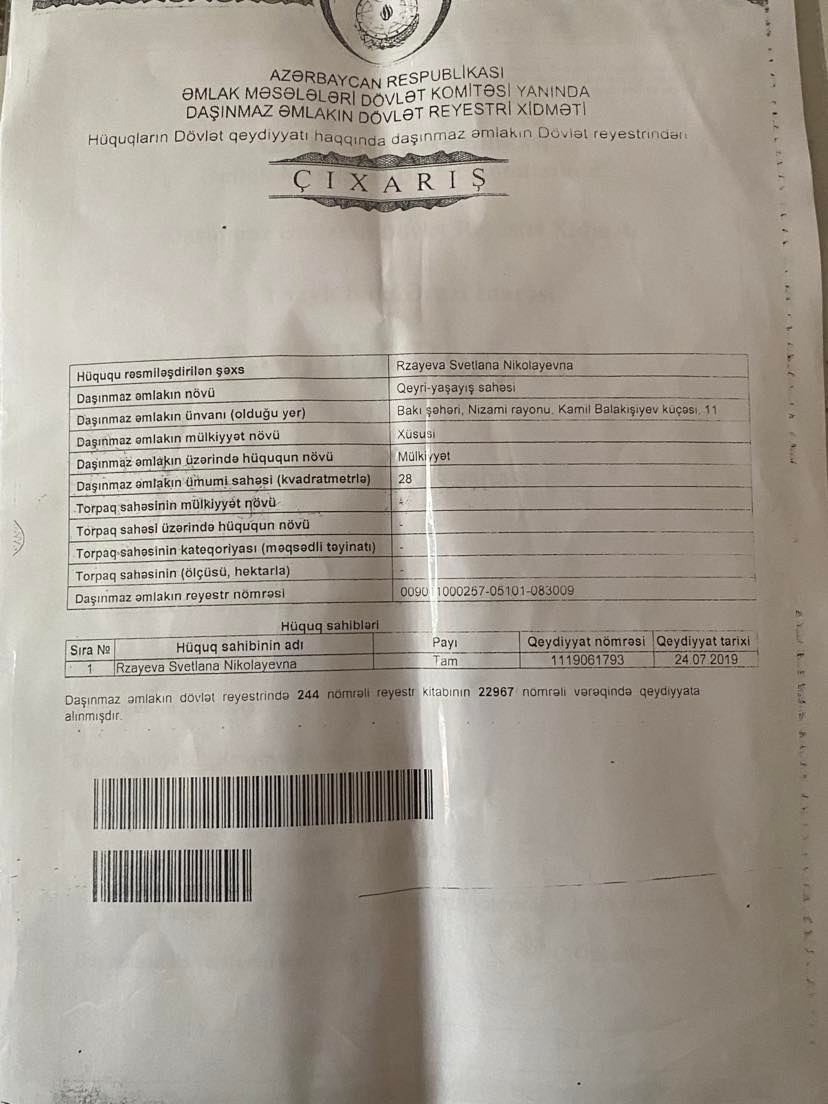 AZƏRBAYCAN RESPUBLİKASI
ƏMLAK MƏSƏLƏLƏRİ DÖVLƏT KOMİTƏSİ YANINDA
DAŞINMAZ ƏMLAKIN DÖVLƏT REYESTRİ XİDMƏTİ
Hüquqların Dövlət qeydiyyatı haqqında daşınmaz əmlakın Dövlət reyestrindən
ÇIXARIŞ
Hüququ rəsmiləşdirilən şəxs Rzayeva Svetlana Nikolayevna
Daşınmaz əmlakın növü Qeyri-yaşayış sahəsi
Daşınmaz əmlakın ünvanı (olduğu yer) Bakı şəhəri, Nizami rayonu, Kamil Balakişiyev küçəsi, 11
Daşınmaz əmlakın mülkiyyət növü Xüsusi
Daşınmaz əmlakın üzərində hüququn növü Mülkiyyət
Daşınmaz əmlakın ümumi sahəsi (kvadratmetrlə) 28
Torpaq sahəsinin mülkiyyət növü -
Torpaq sahəsi üzərində hüququn növü -
Torpaq sahəsinin kateqoriyası (məqsədli təyinatı) -
Torpaq sahəsinin (ölçüsü, hektarla) -
Daşınmaz əmlakın reyestr nömrəsi 009011000257-05101-083009
Hüquq sahibləri
Sıra № Hüquq sahibinin adı Payı Qeydiyyat nömrəsi Qeydiyyat tarixi
1 Rzayeva Svetlana Nikolayevna Tam 1119061793 24.07.2019
Daşınmaz əmlakın dövlət reyestrində 244 nömrəli reyestr kitabının 22967 nömrəli vərəqində qeydiyyata
alınmışdır.